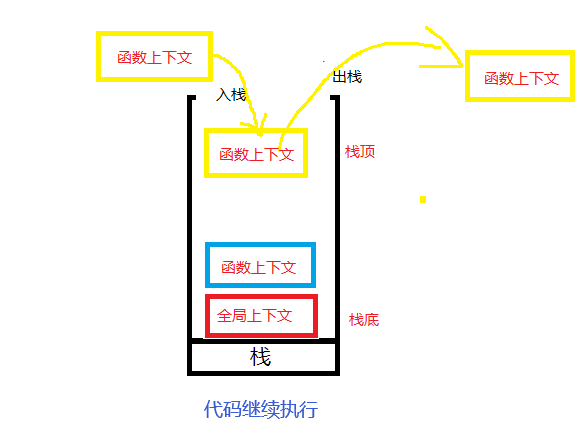 函数上下文
函数上下文
出栈
入栈
函数上下文
栈顶
函数上下文
全局上下文
栈底
栈
代码继续执行